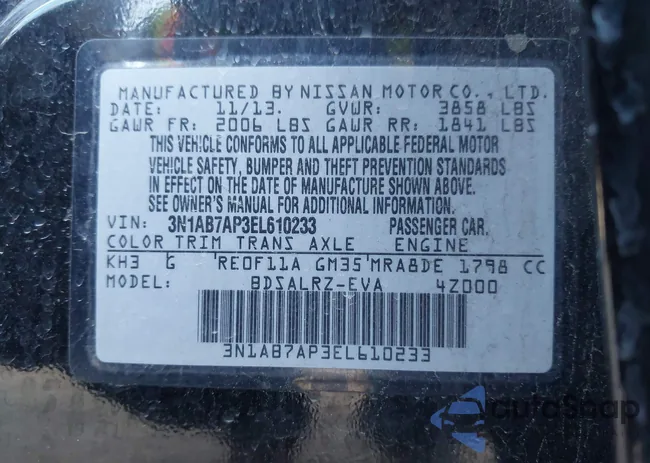 MANUFACTURED BY NISSAN MOTOR CO., LTD.
DATE: 11/13. GVWR: 3858 LBS
GAWR FR: 2006 LBS GAWR RR: 1841 LBS
THIS VEHICLE CONFORMS TO ALL APPLICABLE FEDERAL MOTOR
VEHICLE SAFETY, BUMPER AND THEFT PREVENTION STANDARDS
IN EFFECT ON THE DATE OF MANUFACTURE SHOWN ABOVE.
SEE OWNER'S MANUAL FOR ADDITIONAL INFORMATION.
VIN: 3N1AB7AP3EL610233 PASSENGER CAR.
COLOR TRIM TRANS AXLE ENGINE
KH3 G RE0F11A GM35 MRA8DE 1798 CC
MODEL: BDSALRZ-EVA 4Z000
3N1AB7AP3EL610233
autoSnap